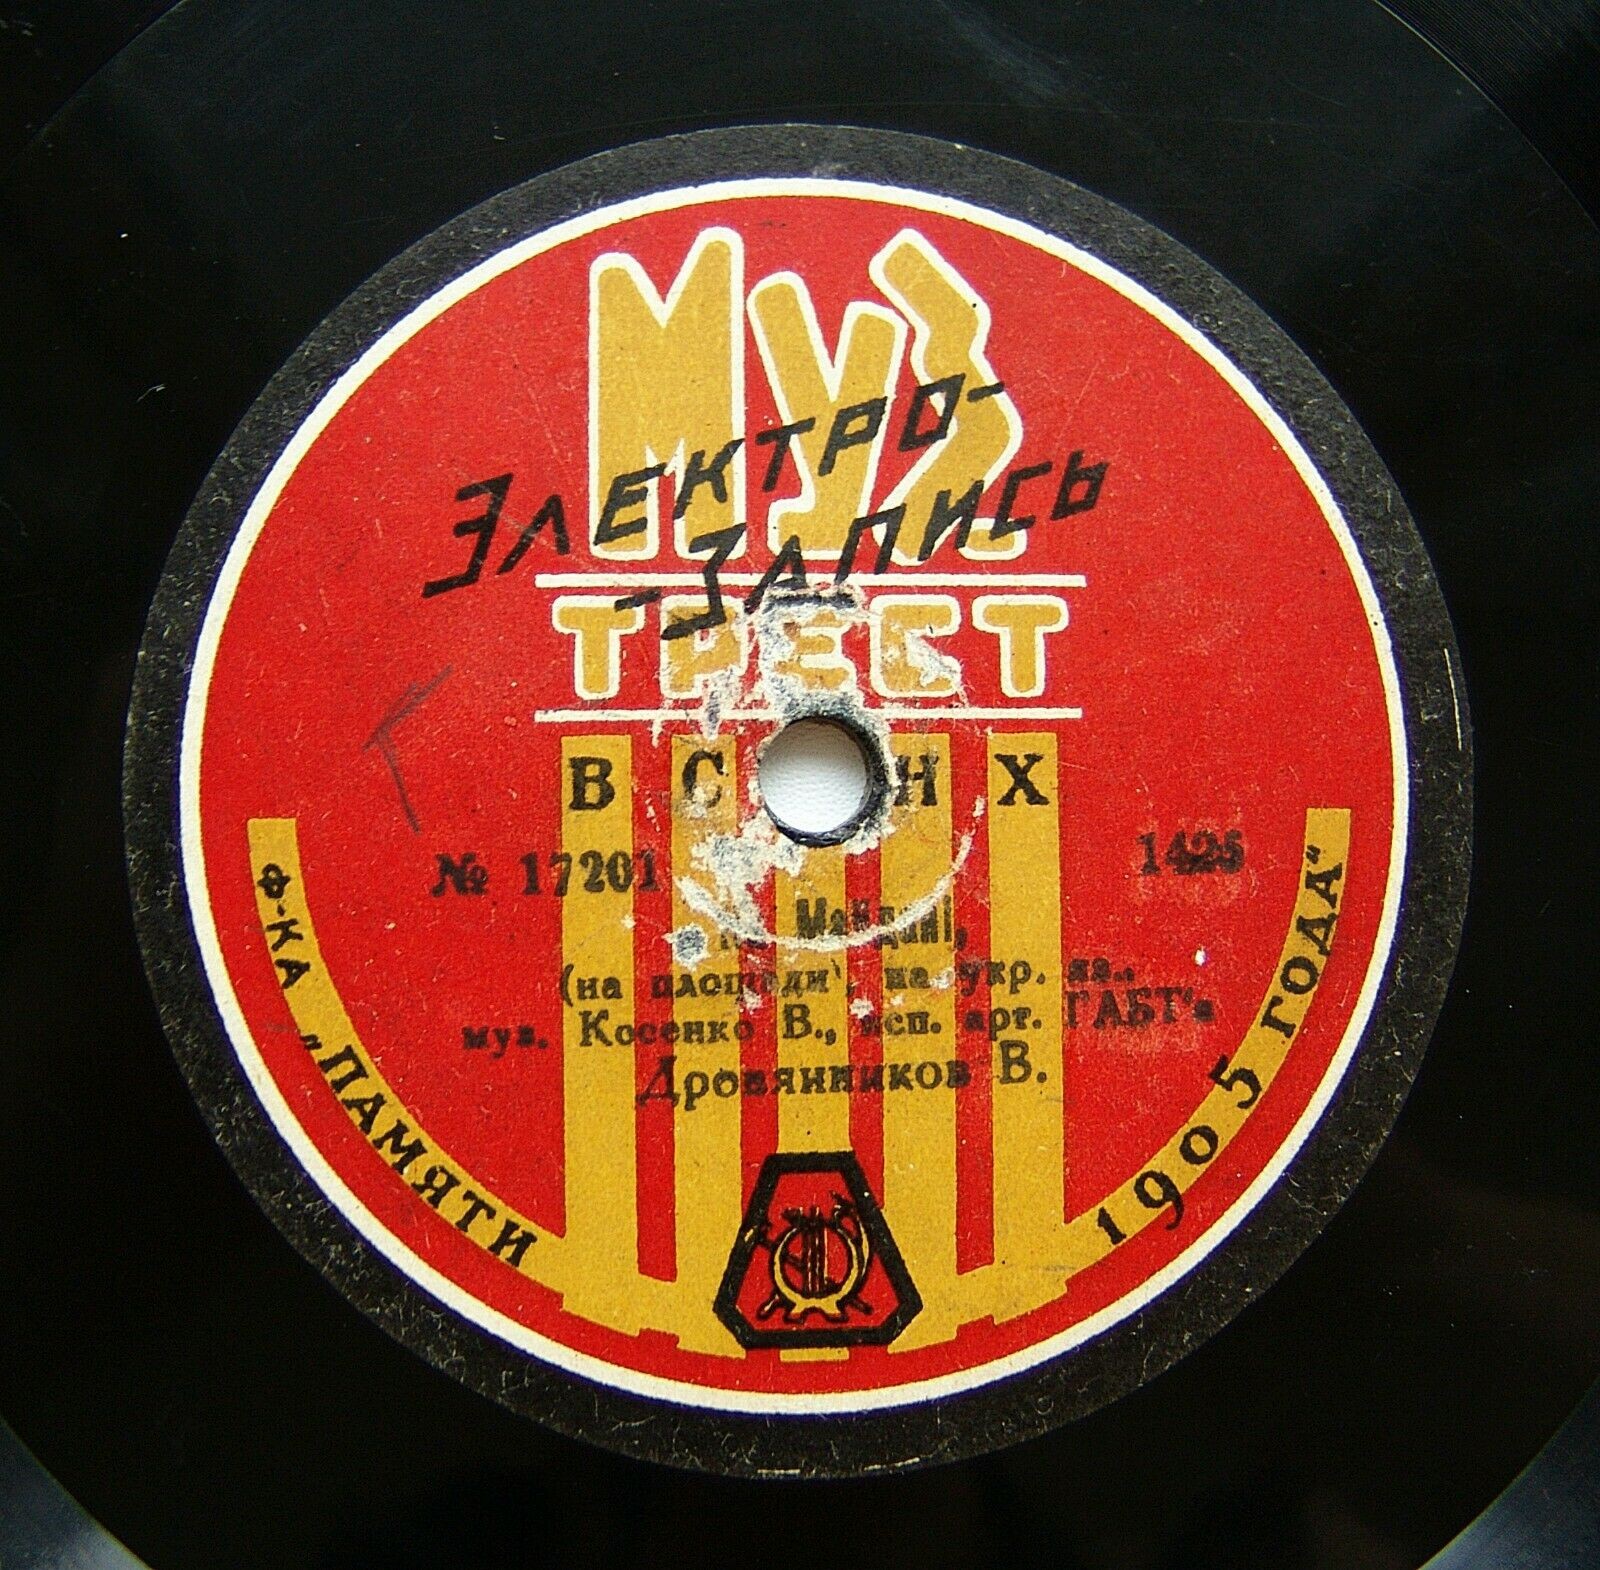 Муз
Электро-
-Запись
Трест
В С Н Х
№ 17201
1425
Майдані,
(на площади), на укр. яз.,
муз. Косенко В., исп. арт. ГАБТ'а
Дровянников В.
Ф-КА „ПАМЯТИ
1905 ГОДА"